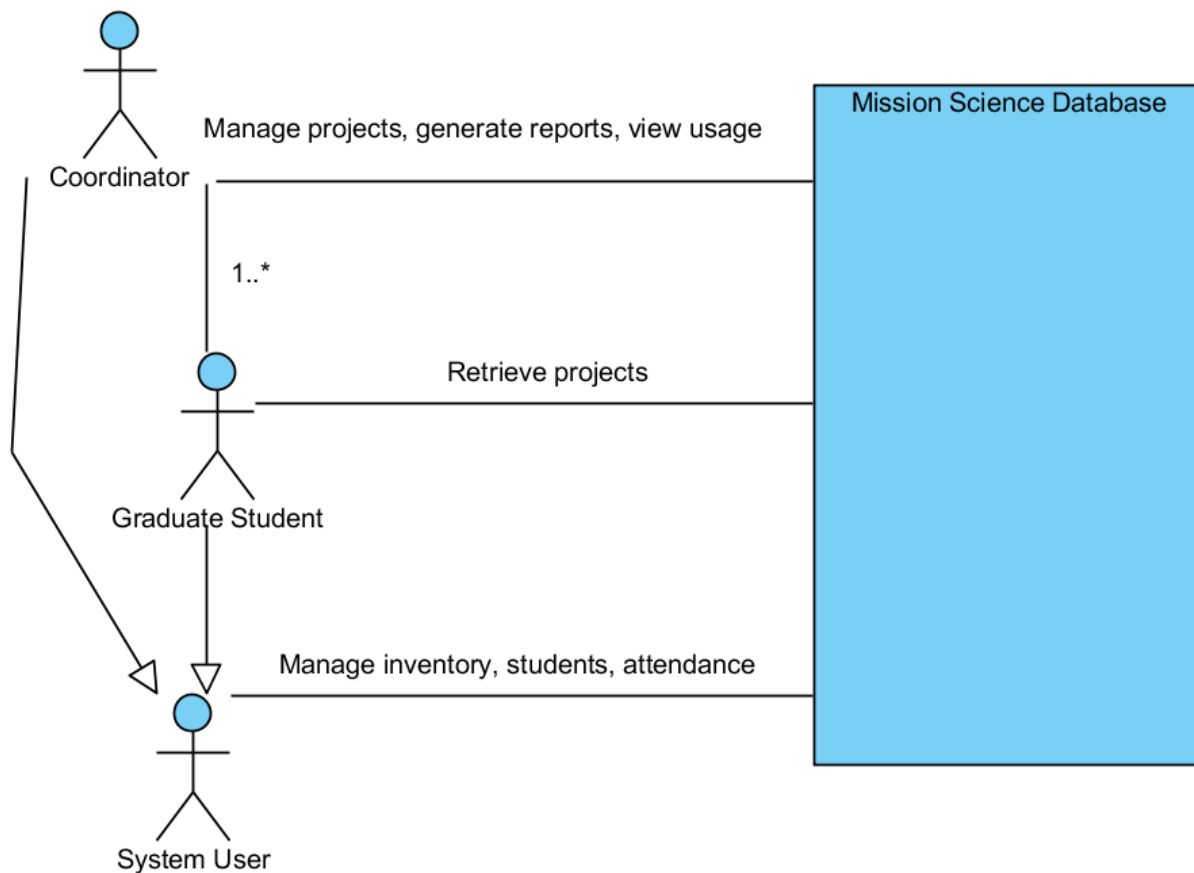 Mission Science Database
Manage projects, generate reports, view usage
Coordinator
1..*
Retrieve projects
Graduate Student
Manage inventory, students, attendance
System User